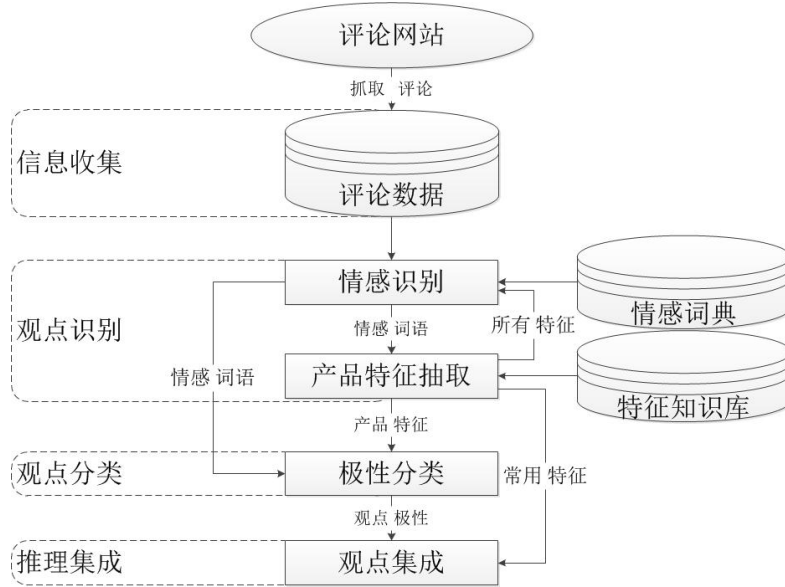 评论网站
抓取 评论
信息收集
评论数据
情感识别
情感词典
观点识别
情感 词语
所有 特征
情感 词语
产品特征抽取
特征知识库
产品 特征
观点分类
极性分类
常用 特征
观点 极性
推理集成
观点集成